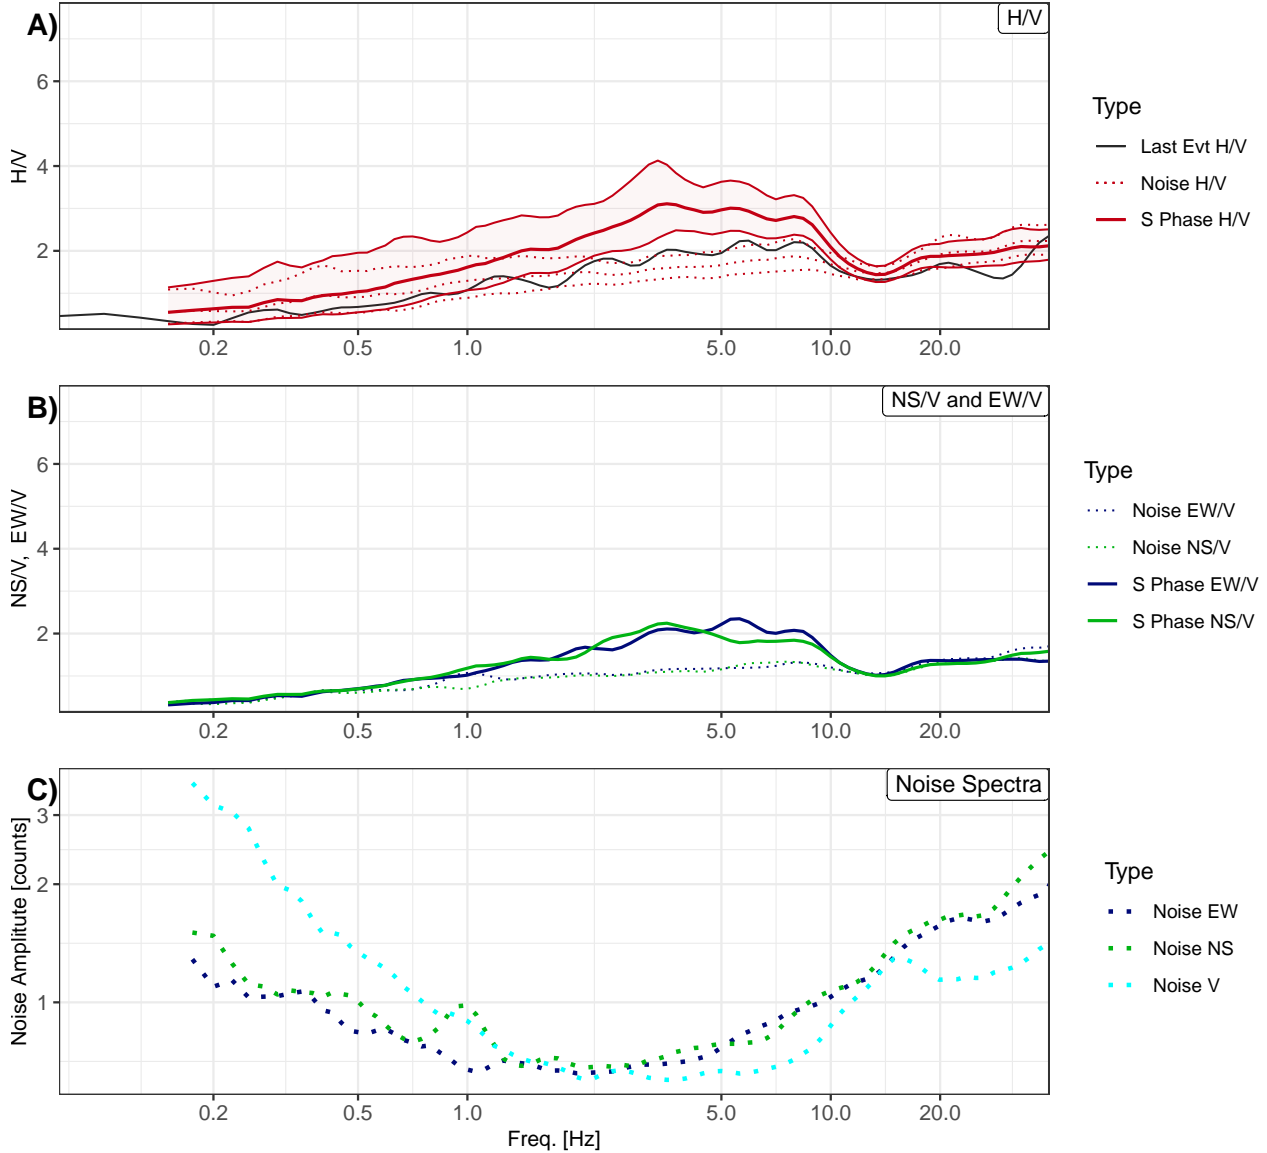 A)
H/V
6
4
2
H/V
0.2 0.5 1.0 5.0 10.0 20.0
Type
Last Evt H/V
Noise H/V
S Phase H/V
B)
NS/V and EW/V
6
4
2
NS/V, EW/V
0.2 0.5 1.0 5.0 10.0 20.0
Type
Noise EW/V
Noise NS/V
S Phase EW/V
S Phase NS/V
C)
Noise Spectra
3
2
1
Noise Amplitude [counts]
0.2 0.5 1.0 5.0 10.0 20.0
Freq. [Hz]
Type
Noise EW
Noise NS
Noise V